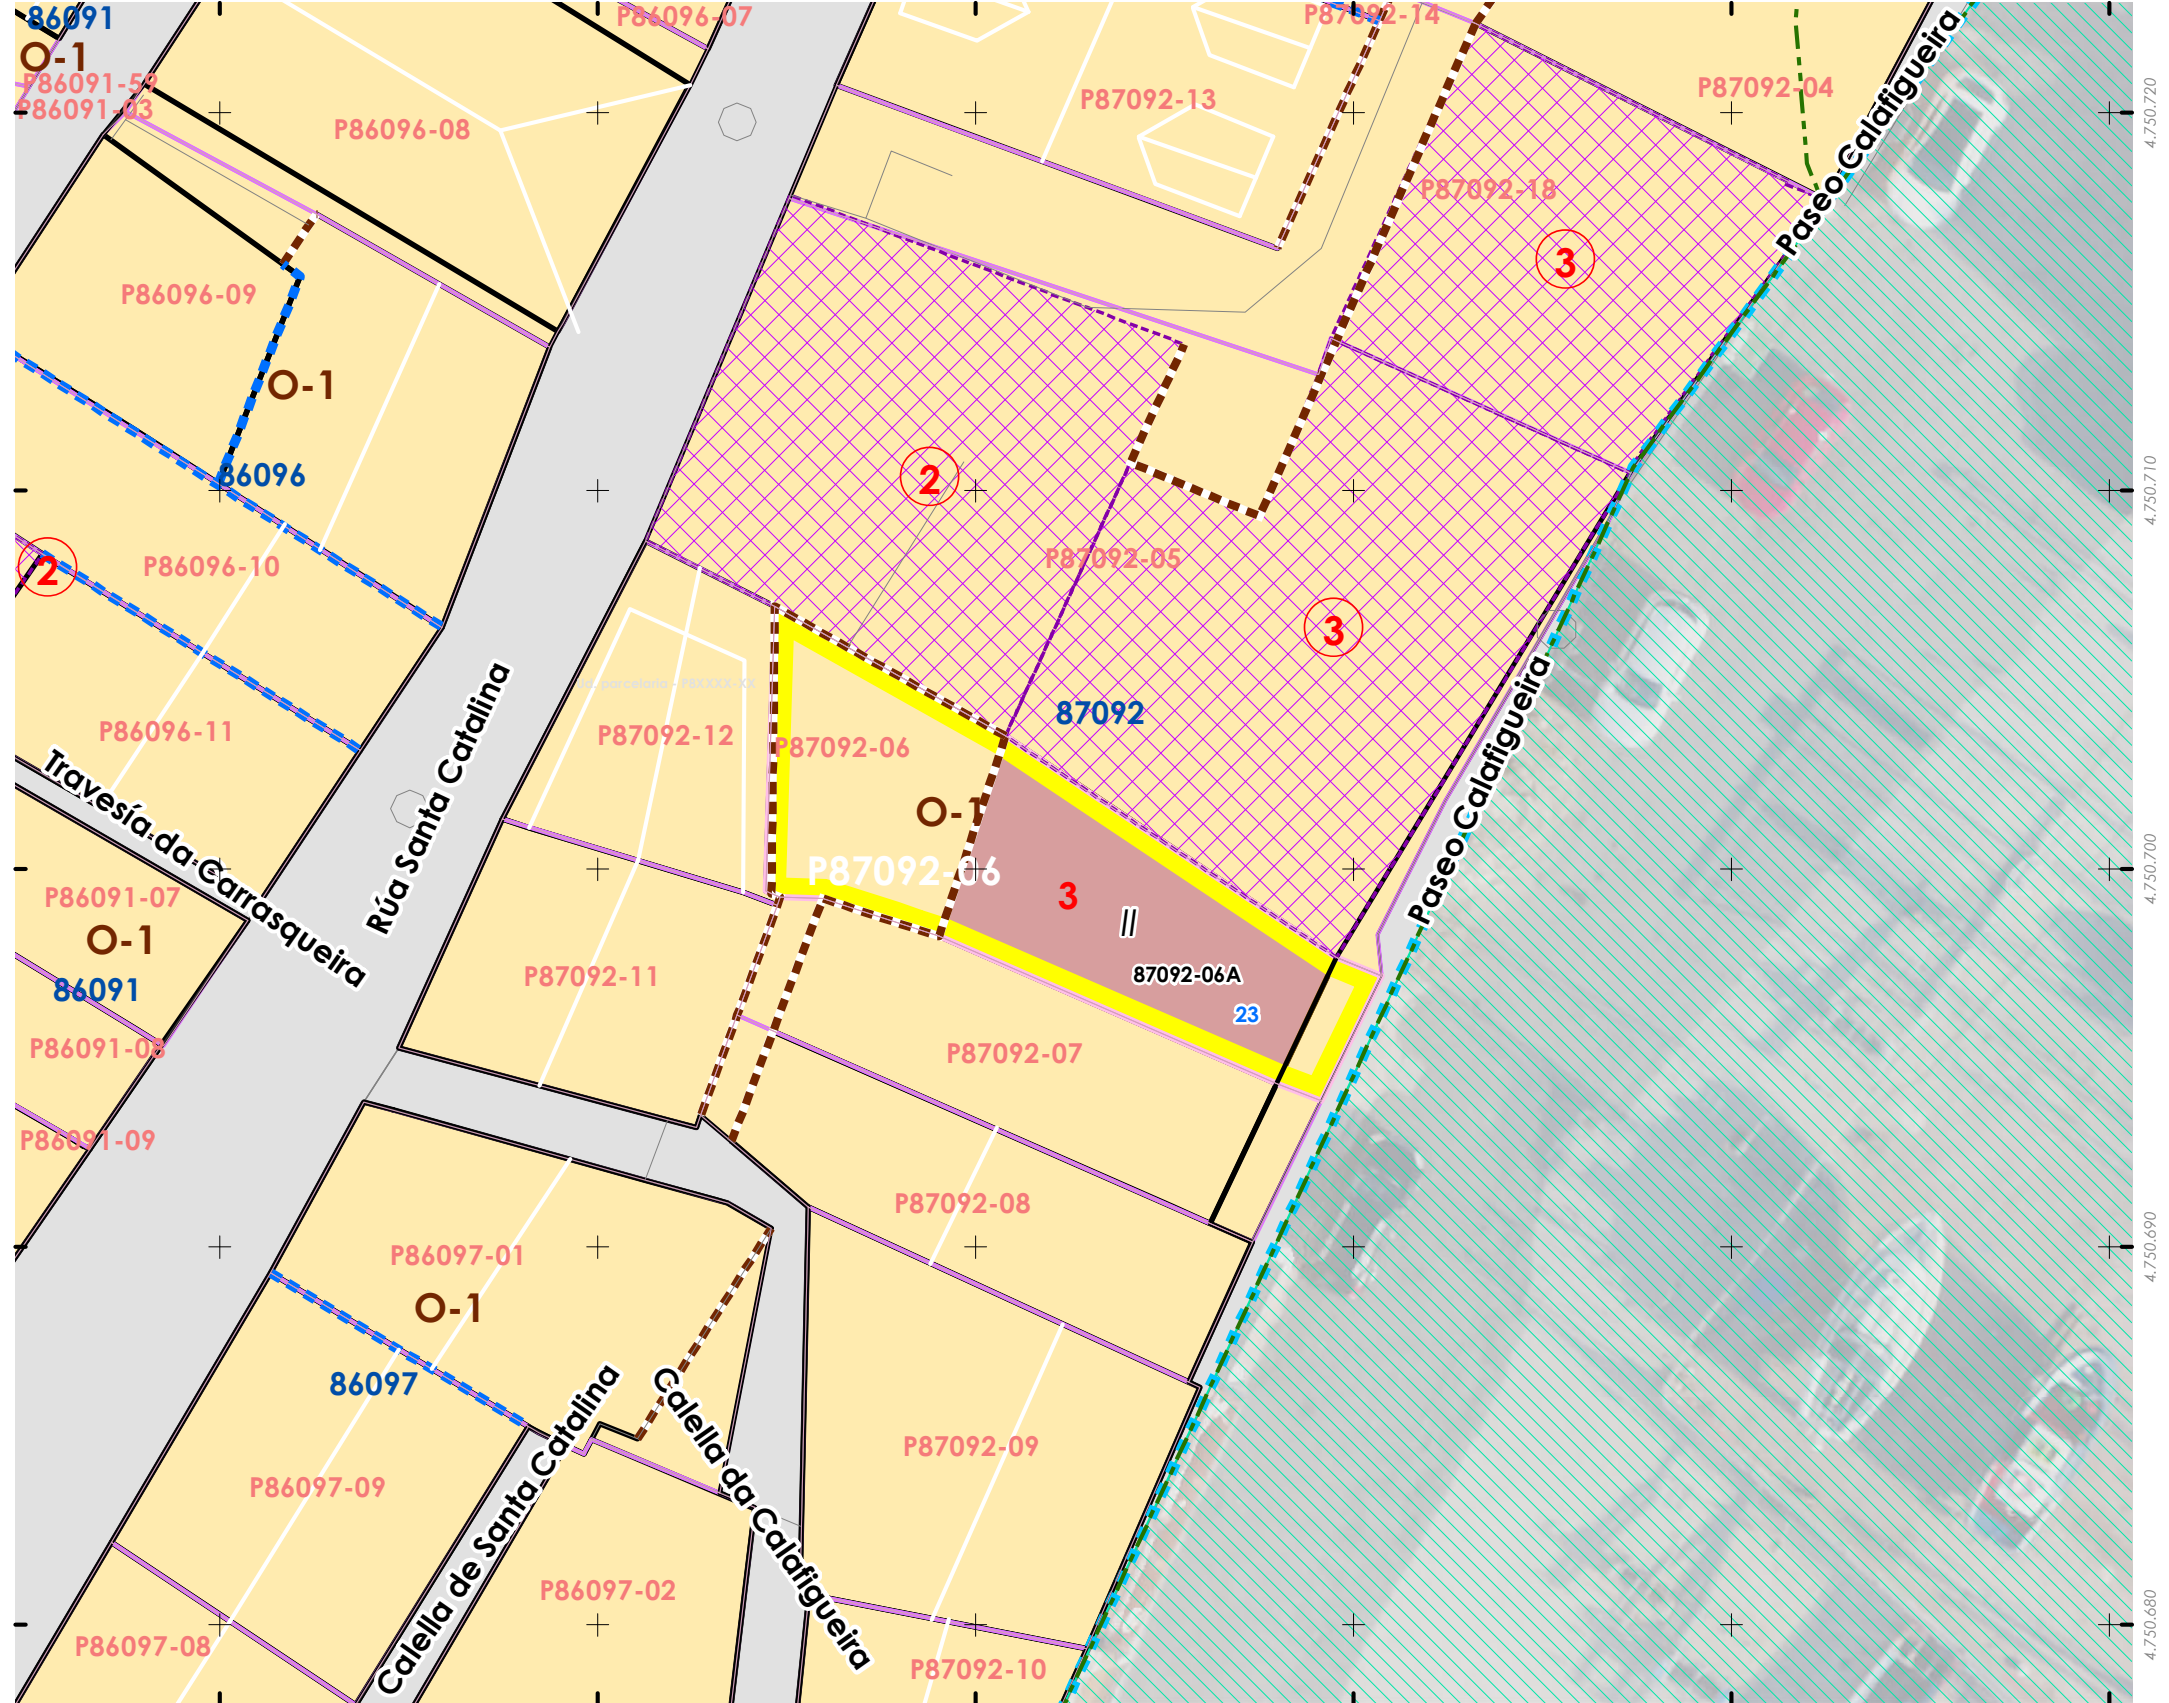 86091
P86096-07
P87092-14
O-1
P86091-59
P86091-03
P86096-08
P87092-13
P87092-04
Paseo Calafigueira
4.750.720
P87092-18
3
P86096-09
O-1
86096
2
4.750.710
P86096-10
2
P87092-05
3
Rúa Santa Catalina
P86096-11
P87092-12
P87092-06
87092
Paseo Calafigueira
Travesía da Carrasqueira
O-1
P87092-06
3
II
4.750.700
P86091-07
O-1
86091
P87092-11
87092-06A
23
P86091-08
P87092-07
P86091-09
P87092-08
P86097-01
4.750.690
O-1
86097
Calella de Santa Catalina
Calella da Calafigueira
P87092-09
P86097-09
P86097-02
P86097-08
P87092-10
4.750.680